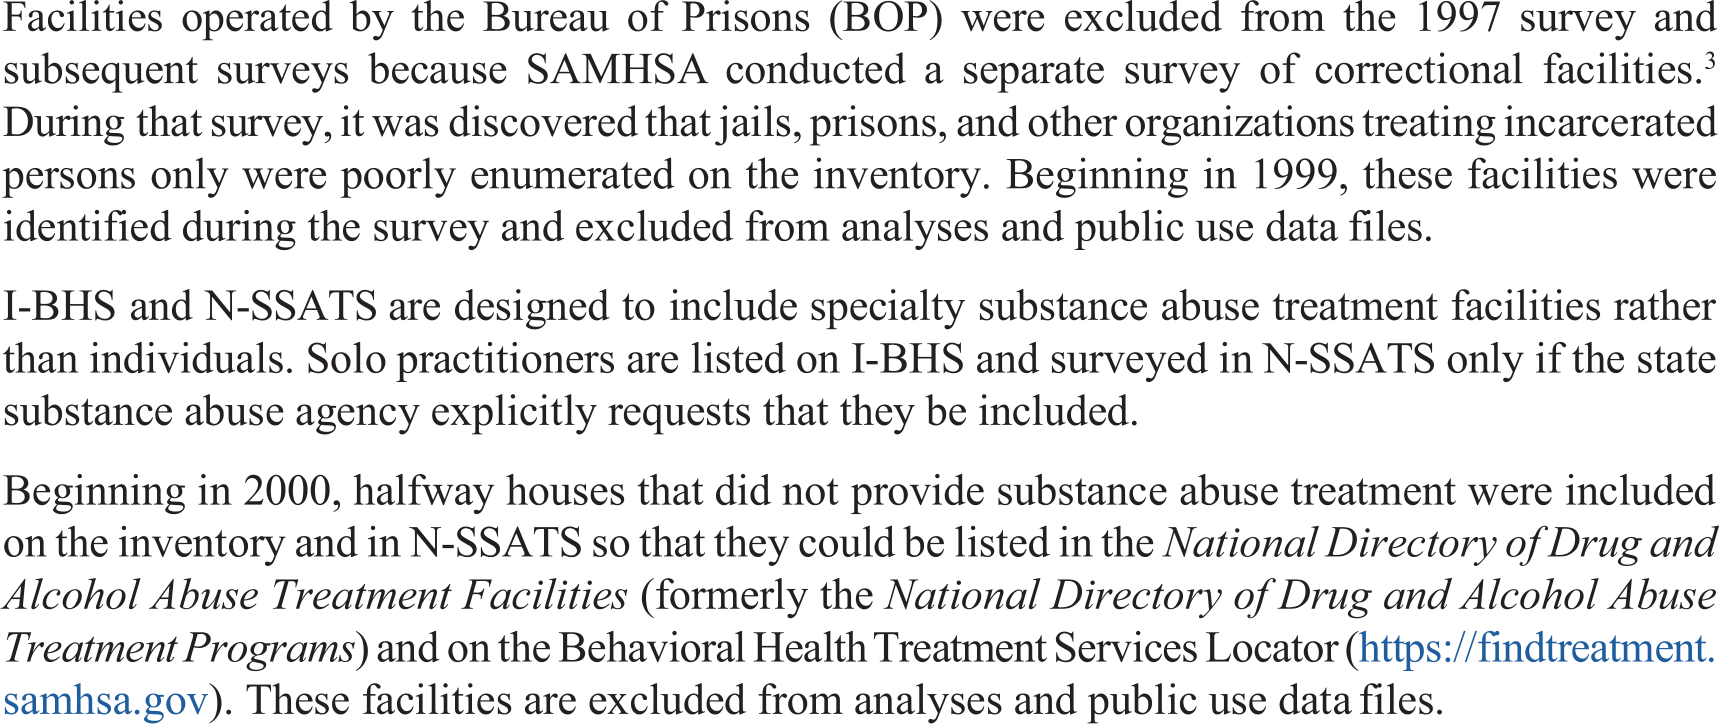 Facilities operated by the Bureau of Prisons (BOP) were excluded from the 1997 survey and
subsequent surveys because SAMHSA conducted a separate survey of correctional facilities.³
During that survey, it was discovered that jails, prisons, and other organizations treating incarcerated
persons only were poorly enumerated on the inventory. Beginning in 1999, these facilities were
identified during the survey and excluded from analyses and public use data files.
I-BHS and N-SSATS are designed to include specialty substance abuse treatment facilities rather
than individuals. Solo practitioners are listed on I-BHS and surveyed in N-SSATS only if the state
substance abuse agency explicitly requests that they be included.
Beginning in 2000, halfway houses that did not provide substance abuse treatment were included
on the inventory and in N-SSATS so that they could be listed in the National Directory of Drug and
Alcohol Abuse Treatment Facilities (formerly the National Directory of Drug and Alcohol Abuse
Treatment Programs) and on the Behavioral Health Treatment Services Locator (https://findtreatment.
samhsa.gov). These facilities are excluded from analyses and public use data files.